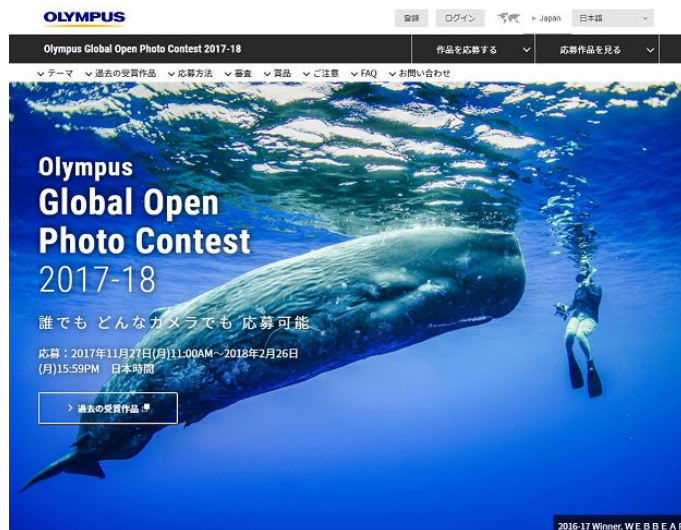 OLYMPUS
登録 ログイン Japan 日本語
Olympus Global Open Photo Contest 2017-18 作品を応募する 応募作品を見る
テーマ 過去の受賞作品 応募方法 審査 賞品 ご注意 FAQ お問い合わせ
Olympus
Global Open
Photo Contest
2017-18
誰でも どんなカメラでも 応募可能
応募：2017年11月27日(月)11:00AM～2018年2月26日
(月)15:59PM 日本時間
過去の受賞作品
2016-17 Winner, W E B B E A